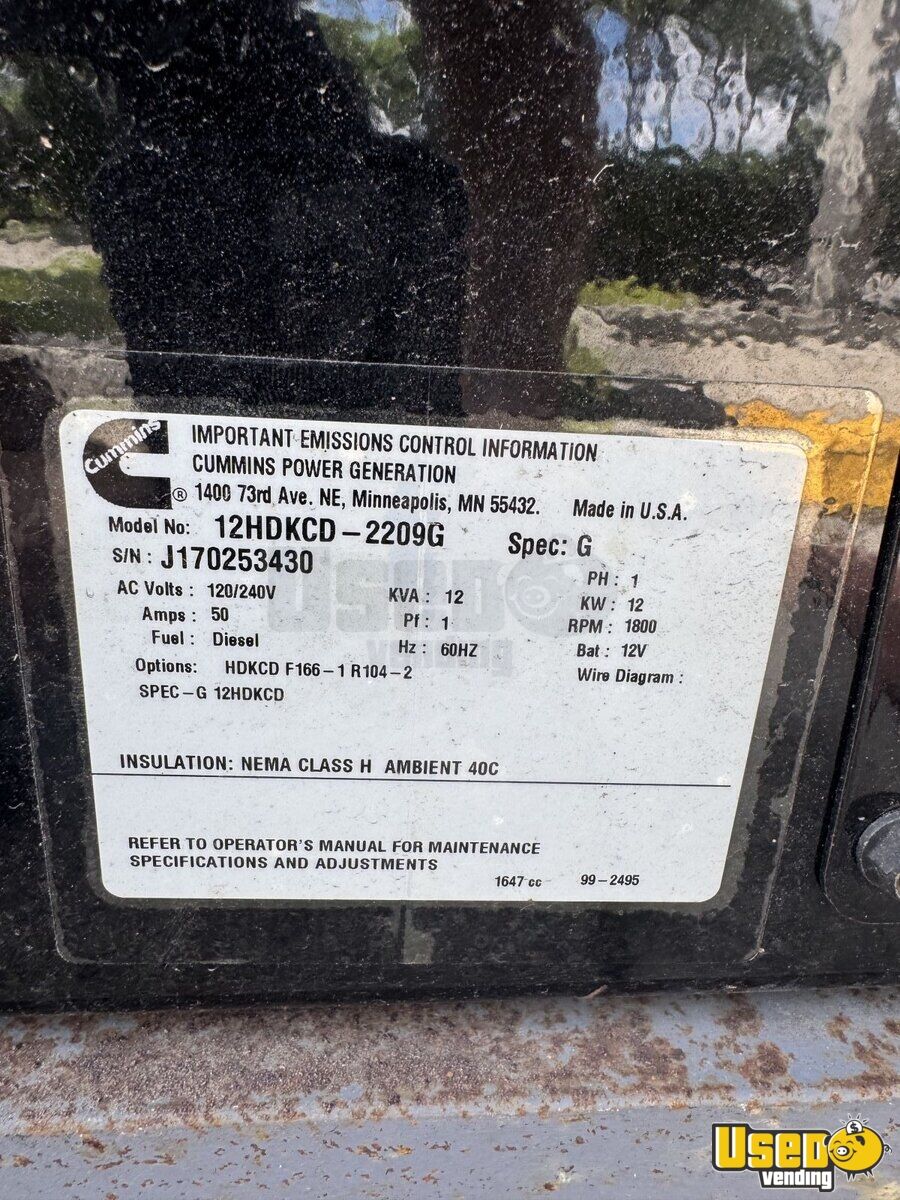 Cummins
IMPORTANT EMISSIONS CONTROL INFORMATION
CUMMINS POWER GENERATION
® 1400 73rd Ave. NE, Minneapolis, MN 55432. Made in U.S.A.
Model No: 12HDKCD-2209G Spec: G
S/N: J170253430
AC Volts: 120/240V KVA: 12 PH: 1
Amps: 50 Pf: 1 KW: 12
Fuel: Diesel Hz: 60HZ RPM: 1800
Bat: 12V
Options: HDKCD F166-1 R104-2 Wire Diagram:
SPEC-G 12HDKCD
USED
vending
INSULATION: NEMA CLASS H AMBIENT 40C
REFER TO OPERATOR'S MANUAL FOR MAINTENANCE
SPECIFICATIONS AND ADJUSTMENTS
1647 cc 99-2495
USED
vending